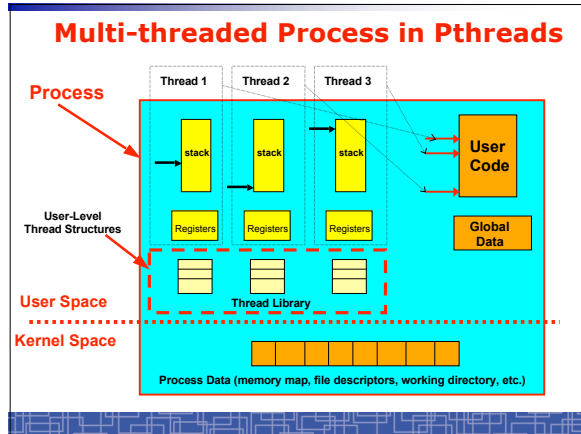 Multi-threaded Process in Pthreads
Thread 1
Thread 2
Thread 3
Process
stack
stack
stack
User
Code
User-Level
Thread Structures
Registers
Registers
Registers
Global
Data
Thread Library
User Space
Kernel Space
Process Data (memory map, file descriptors, working directory, etc.)